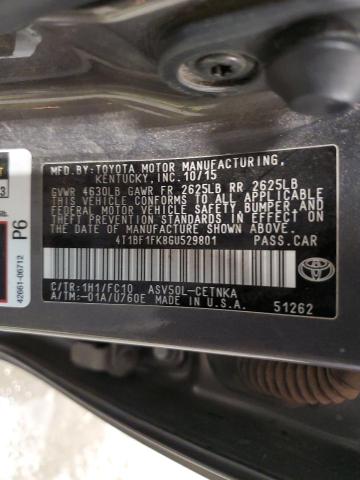 MFD.BY:TOYOTA MOTOR MANUFACTURING,
KENTUCKY,INC.10/15
GVWR 4630LB GAWR FR 2625LB RR 2625LB
THIS VEHICLE CONFORMS TO ALL APPLICABLE
FEDERAL MOTOR VEHICLE SAFETY BUMPER, AND
THEFT PREVENTION STANDARDS IN EFFECT ON
THE DATE OF MANUFACTURE SHOWN ABOVE.
4T1BF1FK8GU529801 PASS.CAR
C/TR:1H1/FC10 ASV50L-CETNKA
A/TM:-01A/U760E MADE IN U.S.A. 51262
3
P6
42661-06712